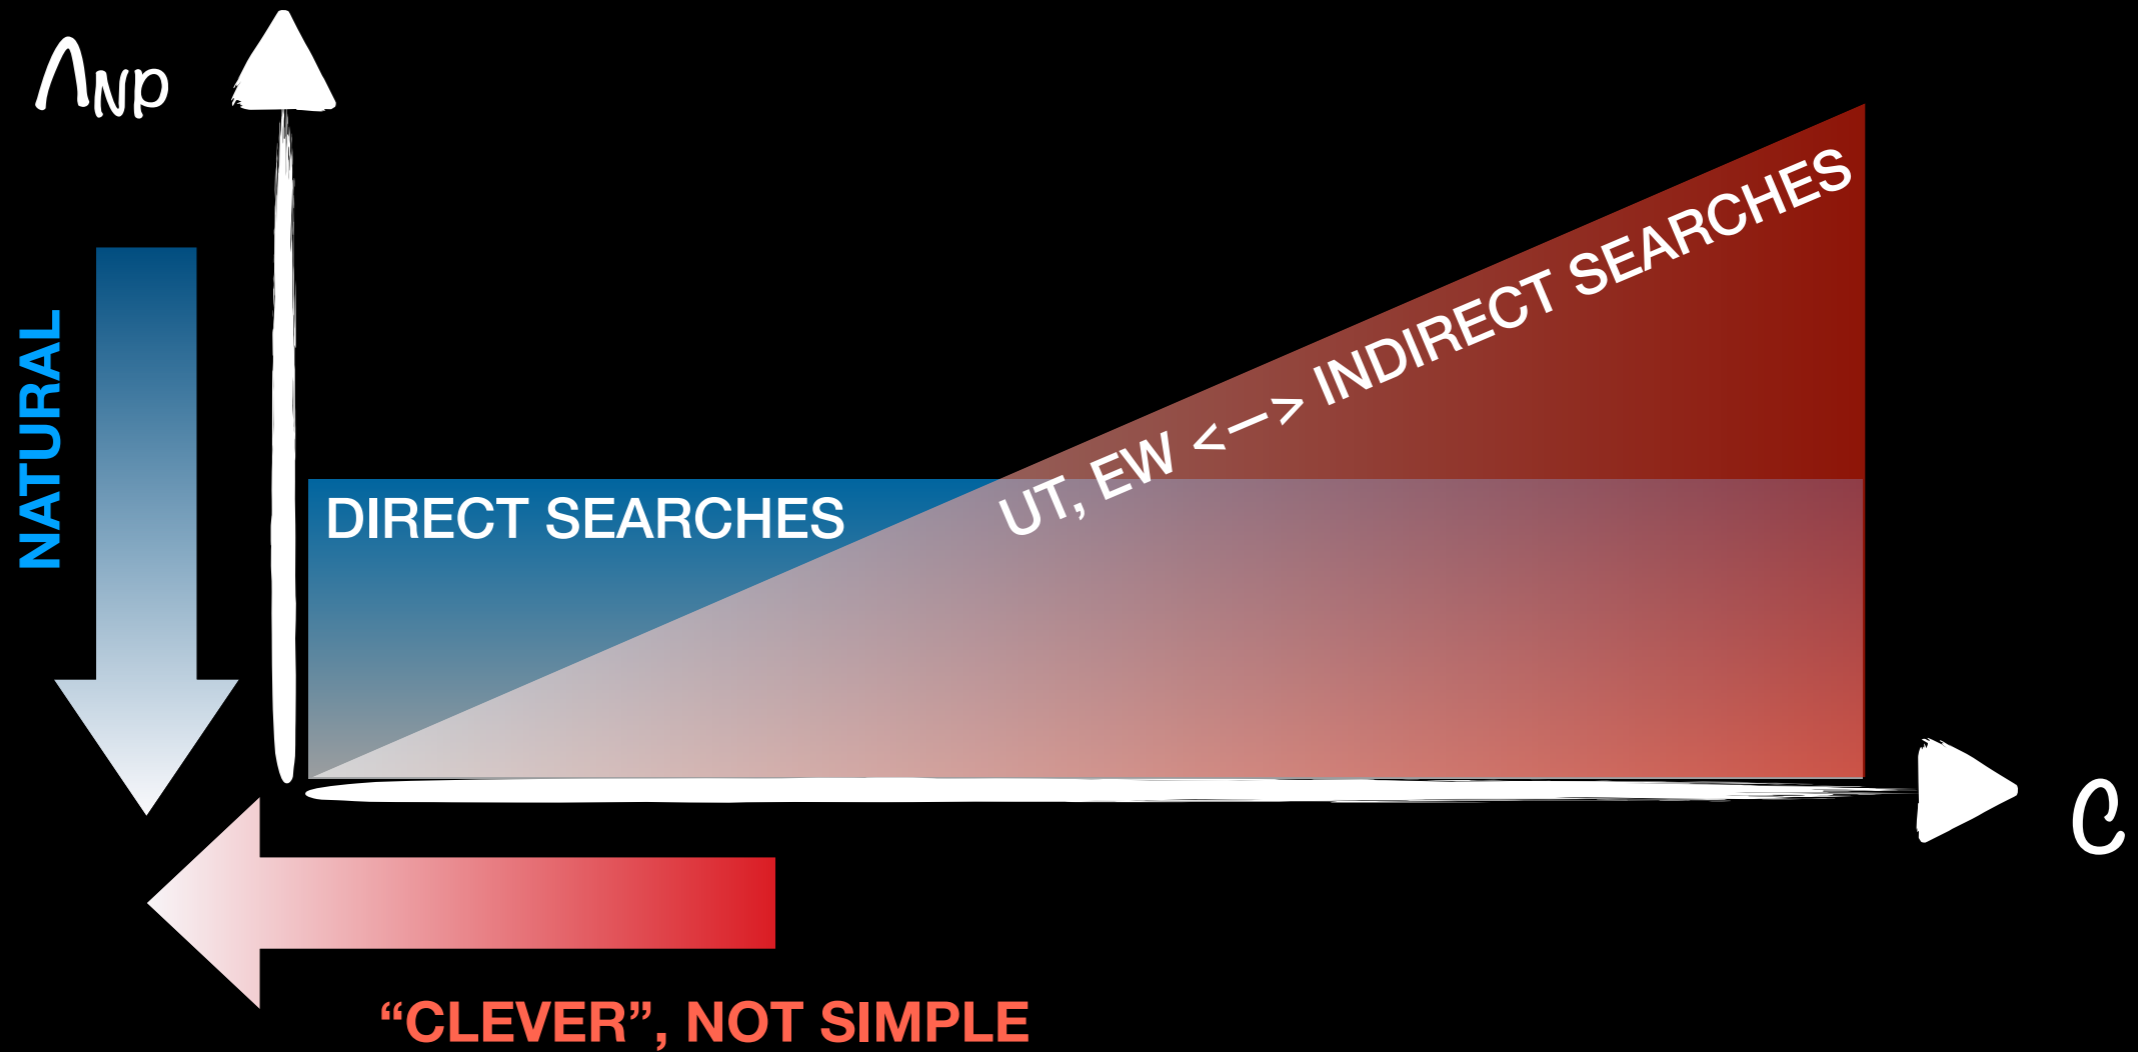 ΛNP
NATURAL
DIRECT SEARCHES
UT, EW <—> INDIRECT SEARCHES
C
“CLEVER”, NOT SIMPLE